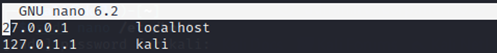 GNU nano 6.2
27.0.0.1 localhost
127.0.1.1 kali